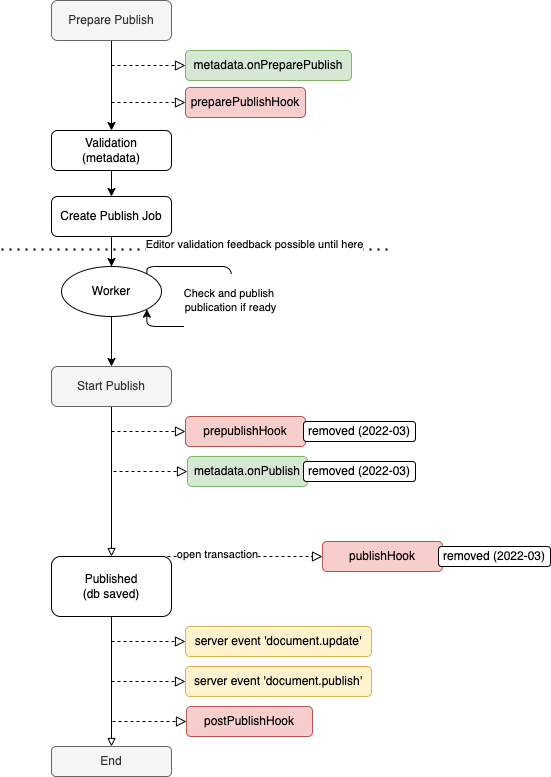 Prepare Publish
metadata.onPreparePublish
preparePublishHook
Validation
(metadata)
Create Publish Job
Editor validation feedback possible until here
Worker
Check and publish
publication if ready
Start Publish
prepublishHook
removed (2022-03)
metadata.onPublish
removed (2022-03)
open transaction
publishHook
removed (2022-03)
Published
(db saved)
server event 'document.update'
server event 'document.publish'
postPublishHook
End